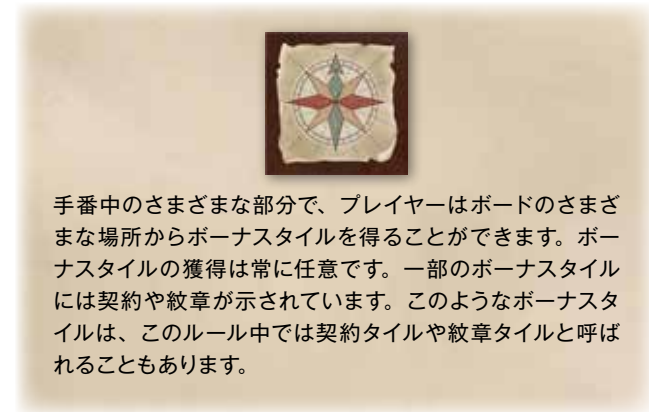 手番中のさまざまな部分で、プレイヤーはボードのさまざ
まな場所からボーナスタイルを得ることができます。ボー
ナスタイルの獲得は常に任意です。一部のボーナスタイル
には契約や紋章が示されています。このようなボーナスタ
イルは、このルール中では契約タイルや紋章タイルと呼ば
れることもあります。